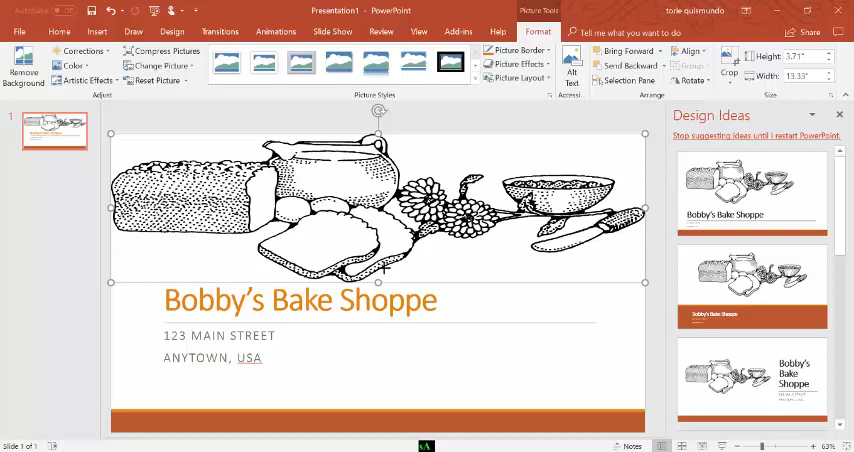 AutoSave Off
Presentation1 • PowerPoint
Picture Tools
torie quismundo
File Home Insert Draw Design Transitions Animations Slide Show Review View Add-ins Help Format Tell me what you want to do Share
Remove Background
Corrections
Color
Artistic Effects
Compress Pictures
Change Picture
Reset Picture
Adjust
Picture Styles
Picture Border
Picture Effects
Picture Layout
Alt Text
Accessi...
Bring Forward
Send Backward
Selection Pane
Align
Group
Rotate
Arrange
Crop
Height: 3.71"
Width: 13.33"
Size
1
Bobby's Bake Shoppe
123 MAIN STREET
ANYTOWN, USA
Design Ideas
Stop suggesting ideas until I restart PowerPoint.
Bobby's Bake Shoppe
Bobby's Bake Shoppe
Bobby's
Bake
Shoppe
Slide 1 of 1
sA
Notes
63%